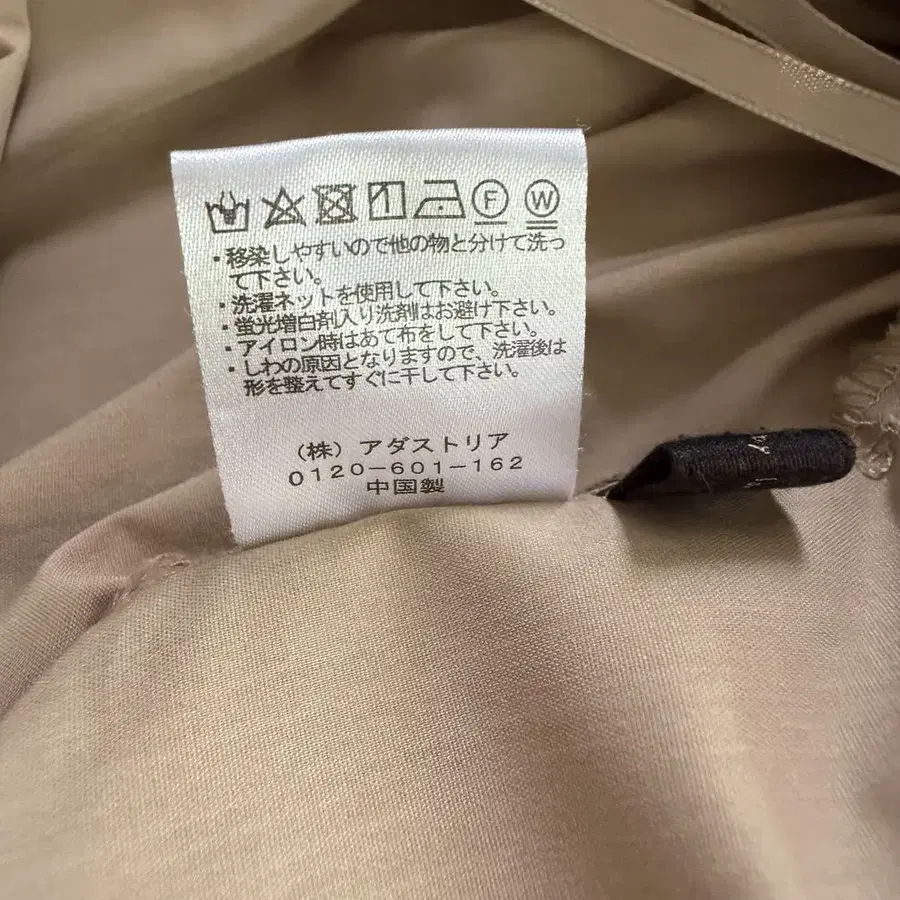 F W
・移染しやすいので他の物と分けて洗っ
て下さい。
・洗濯ネットを使用して下さい。
・蛍光増白剤入り洗剤はお避け下さい。
・アイロン時はあて布をして下さい。
・しわの原因となりますので、洗濯後は
形を整えてすぐに干して下さい。
（株）アダストリア
0120-601-162
中国製